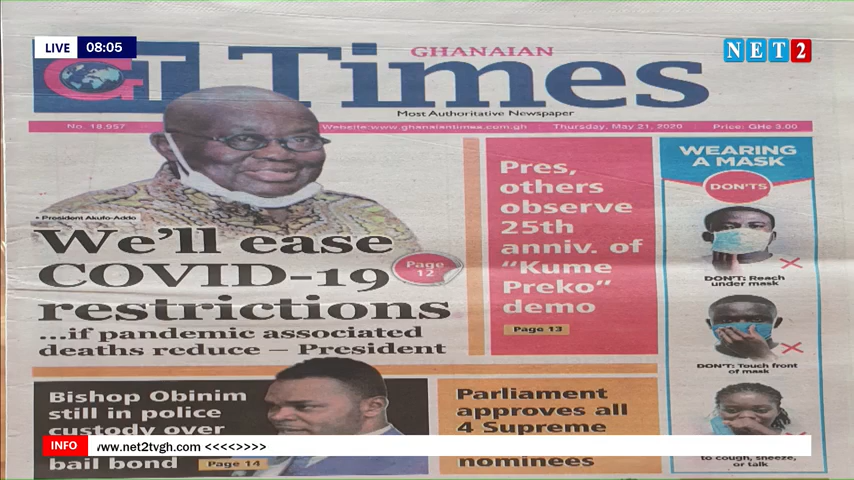 LIVE 08:05
NET2
GHANAIAN
GT Times
Most Authoritative Newspaper
No. 18,957 Website:www.ghanaiantimes.com.gh Thursday, May 21, 2020 Price: GHe 3.00
• President Akufo-Addo
We'll ease
COVID-19
restrictions
Page
12
...if pandemic associated
deaths reduce – President
Pres,
others
observe
25th
anniv. of
“Kume
Preko”
demo
Page 13
WEARING
A MASK
DON'TS
DON'T: Reach
under mask
DON'T: Touch front
of mask
to cough, sneeze,
or talk
Bishop Obinim
still in police
custody over
bail bond
Page 14
Parliament
approves all
4 Supreme
nominees
INFO
www.net2tvgh.com <<<<>>>>